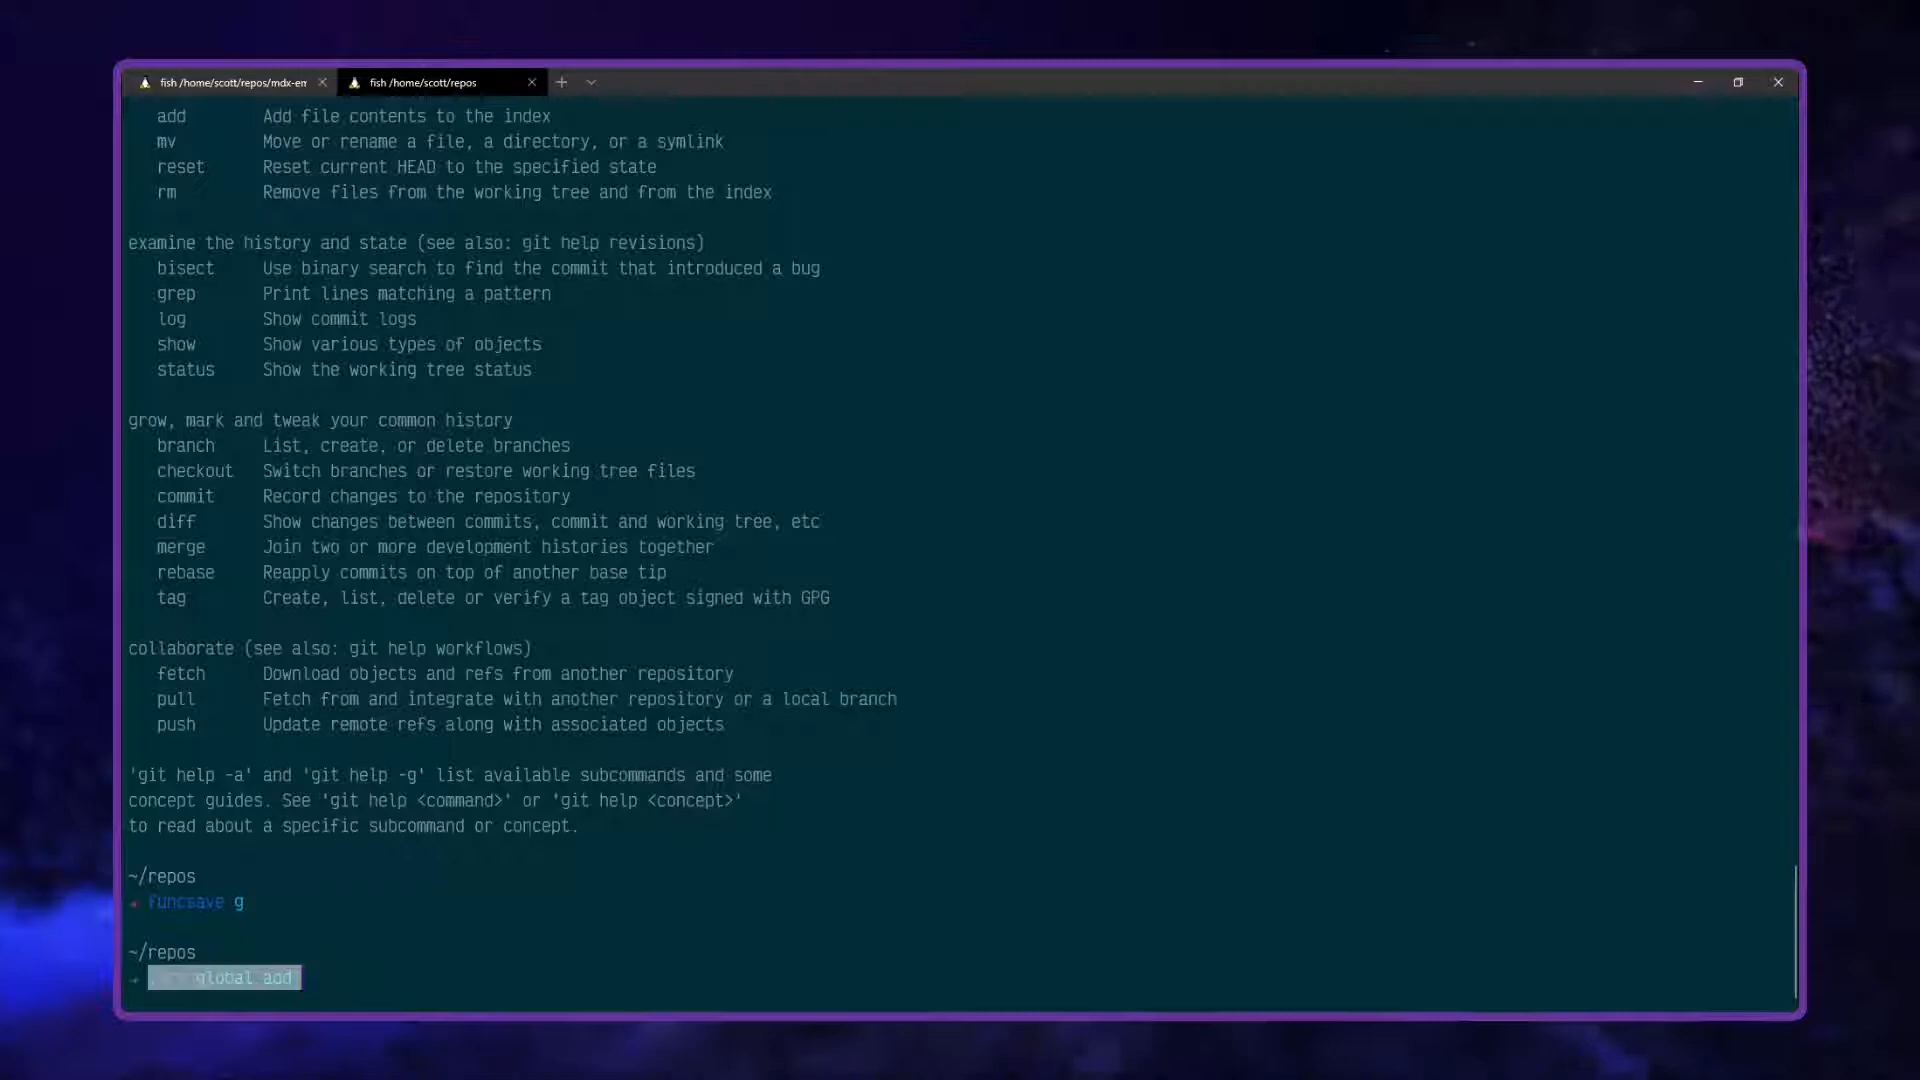 fish /home/scott/repos/mdx-em
fish /home/scott/repos
add Add file contents to the index
mv Move or rename a file, a directory, or a symlink
reset Reset current HEAD to the specified state
rm Remove files from the working tree and from the index
examine the history and state (see also: git help revisions)
bisect Use binary search to find the commit that introduced a bug
grep Print lines matching a pattern
log Show commit logs
show Show various types of objects
status Show the working tree status
grow, mark and tweak your common history
branch List, create, or delete branches
checkout Switch branches or restore working tree files
commit Record changes to the repository
diff Show changes between commits, commit and working tree, etc
merge Join two or more development histories together
rebase Reapply commits on top of another base tip
tag Create, list, delete or verify a tag object signed with GPG
collaborate (see also: git help workflows)
fetch Download objects and refs from another repository
pull Fetch from and integrate with another repository or a local branch
push Update remote refs along with associated objects
'git help -a' and 'git help -g' list available subcommands and some
concept guides. See 'git help <command>' or 'git help <concept>'
to read about a specific subcommand or concept.
~/repos
funcsave g
~/repos
global add